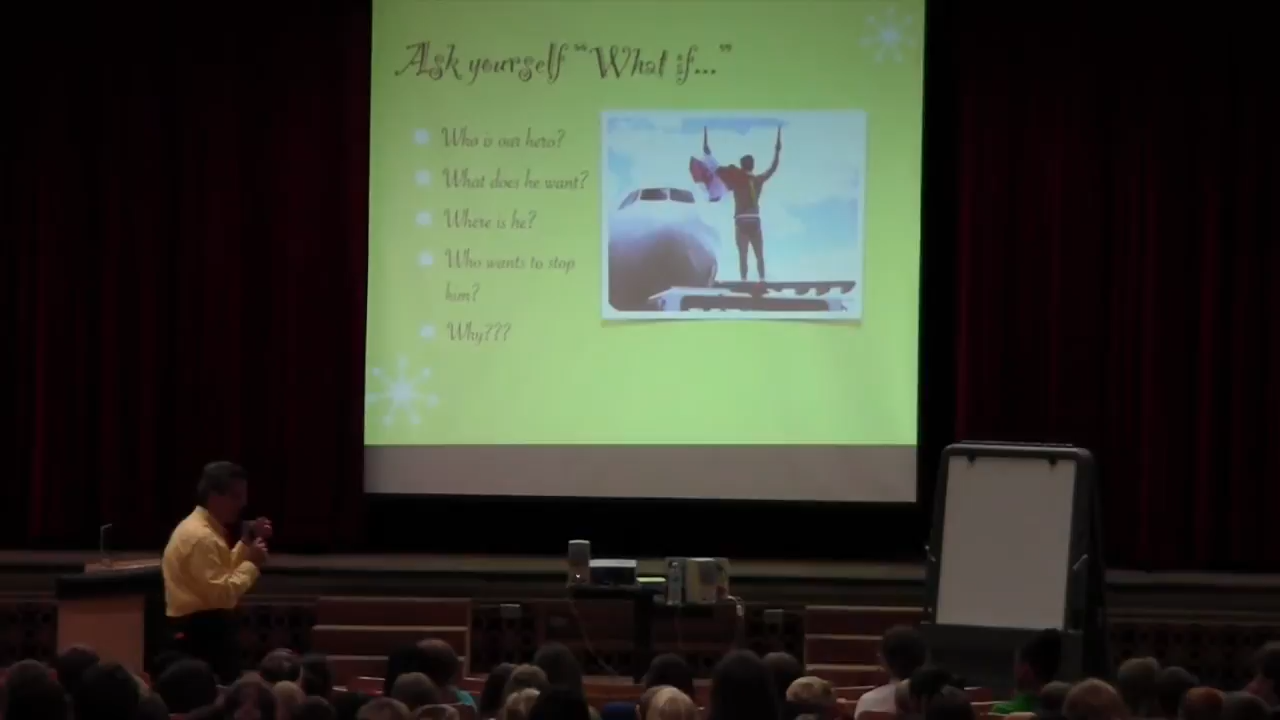 Ask yourself “What if...”
Who is our hero?
What does he want?
Where is he?
Who wants to stop
him?
Why???